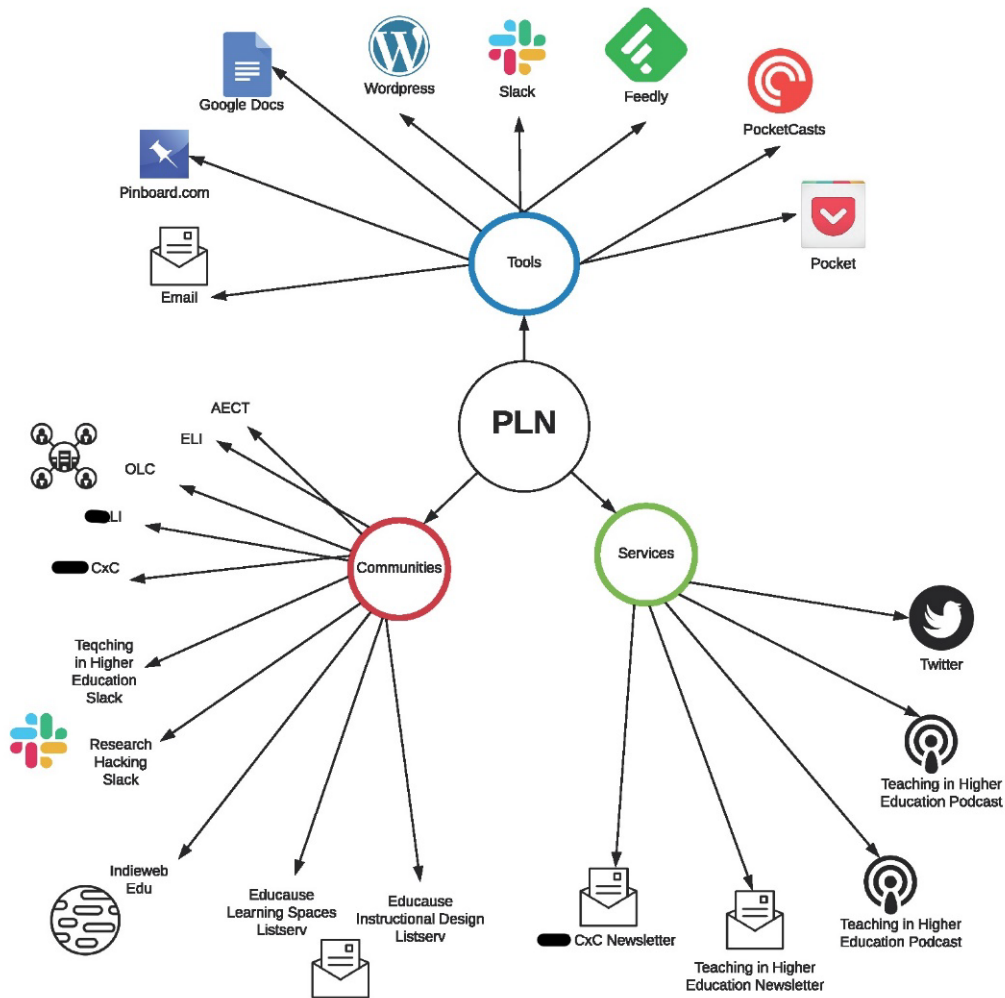 Wordpress
Slack
Feedly
Google Docs
PocketCasts
Pinboard.com
Tools
Pocket
Email
PLN
AECT
ELI
OLC
LI
CxC
Communities
Services
Teqching
in Higher
Education
Slack
Twitter
Research
Hacking
Slack
Teaching in Higher
Education Podcast
Indieweb
Edu
Educause
Learning Spaces
Listserv
Educause
Instructional Design
Listserv
CxC Newsletter
Teaching in Higher
Education Newsletter
Teaching in Higher
Education Podcast